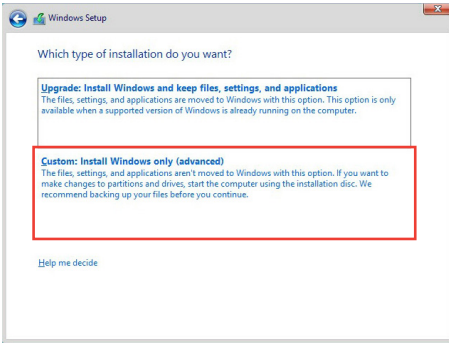 Windows Setup
Which type of installation do you want?
Upgrade: Install Windows and keep files, settings, and applications
The files, settings, and applications are moved to Windows with this option. This option is only
available when a supported version of Windows is already running on the computer.
Custom: Install Windows only (advanced)
The files, settings, and applications aren't moved to Windows with this option. If you want to
make changes to partitions and drives, start the computer using the installation disc. We
recommend backing up your files before you continue.
Help me decide